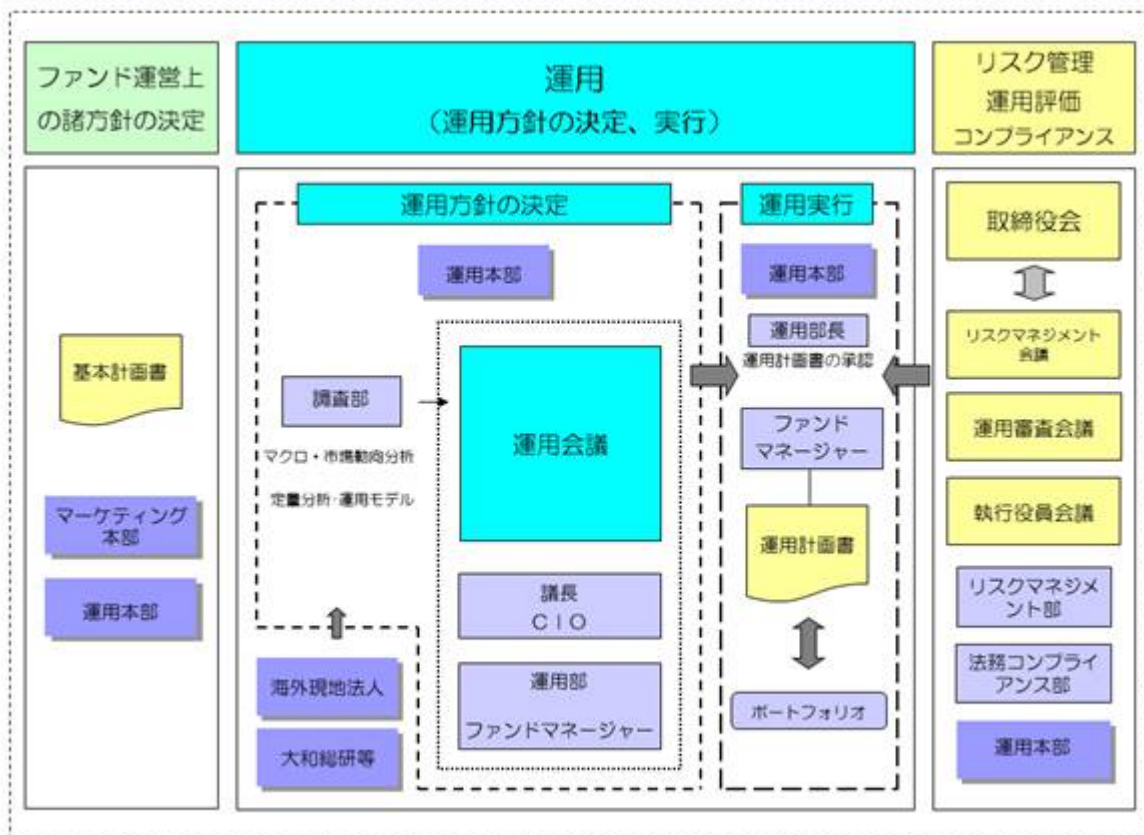 ファンド運営上
の諸方針の決定
運用
（運用方針の決定、実行）
リスク管理
運用評価
コンプライアンス
基本計画書
マーケティング
本部
運用本部
運用方針の決定
運用本部
調査部
マクロ・市場動向分析
定量分析・運用モデル
運用会議
議長
ＣＩＯ
運用部
ファンドマネージャー
海外現地法人
大和総研等
運用実行
運用本部
運用部長
運用計画書の承認
ファンド
マネージャー
運用計画書
ポートフォリオ
取締役会
リスクマネジメント
会議
運用審査会議
執行役員会議
リスクマネジメ
ント部
法務コンプライ
アンス部
運用本部